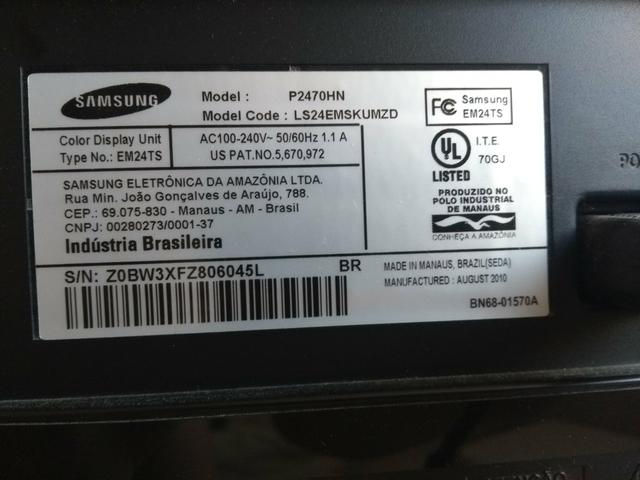 SAMSUNG
Model : P2470HN
Model Code : LS24EMSKUMZD
FC Samsung
EM24TS
Color Display Unit
Type No.: EM24TS
AC100-240V~ 50/60Hz 1.1 A
US PAT.NO.5,670,972
UL
LISTED
I.T.E.
70GJ
SAMSUNG ELETRÔNICA DA AMAZÔNIA LTDA.
Rua Min. João Gonçalves de Araújo, 788.
CEP.: 69.075-830 - Manaus - AM - Brasil
CNPJ: 00280273/0001-37
Indústria Brasileira
PRODUZIDO NO
POLO INDUSTRIAL
DE MANAUS
CONHEÇA A AMAZÔNIA
S/N: Z0BW3XFZ806045L
BR
MADE IN MANAUS, BRAZIL(SEDA)
MANUFACTURED : AUGUST 2010
BN68-01570A